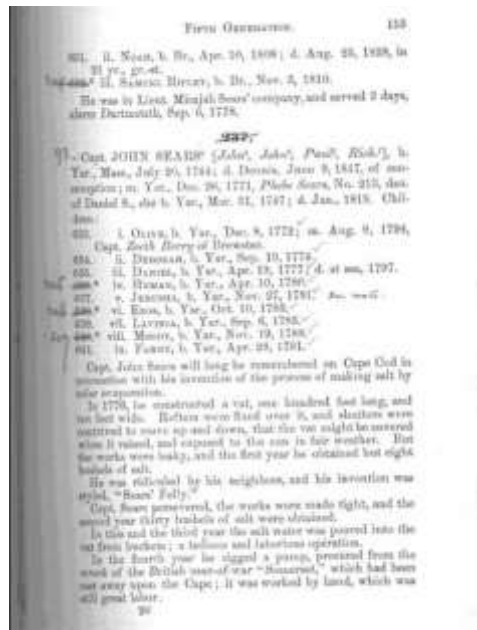 FIFTH GENERATION. 153
ii. NOAH, b. Br., Apr. 10, 1808; d. Aug. 25, 1828, in
21 yr., gr.-st.
SAMUEL RIPLEY, b. Br., Nov. 3, 1810.
He was in Lieut. Micajah Sears' company, and served 2 days,
alarm Dartmouth, Sep. 6, 1778.
Capt. JOHN SEARS [John, John, Paul, Rich.], b.
Yar., Mass., July 20, 1744; d. Dennis, June 9, 1817, of con-
sumption; m. Yar., Dec. 26, 1771, Phebe Sears, No. 213, dau.
of Daniel S., she b. Yar., Mar. 31, 1747; d. Jan., 1818. Chil-
dren:
i. OLIVE, b. Yar., Dec. 8, 1772; m. Aug. 9, 1794,
Capt. Zoeth Berry of Brewster.
634. ii. DEBORAH, b. Yar., Sep. 10, 1774.
635. iii. DANIEL, b. Yar., Apr. 19, 1777; d. at sea, 1797.
* iv. HEMAN, b. Yar., Apr. 10, 1780.
637. v. JERUSHA, b. Yar., Nov. 27, 1781.
* vi. ENOS, b. Yar., Oct. 10, 1783.
639. vii. LAVINIA, b. Yar., Sep. 6, 1785.
* viii. MOODY, b. Yar., Nov. 19, 1788.
641. ix. FANNY, b. Yar., Apr. 28, 1791.
Capt. John Sears will long be remembered on Cape Cod in
connection with his invention of the process of making salt by
solar evaporation.
In 1776, he constructed a vat, one hundred feet long, and
ten feet wide. Rafters were fixed over it, and shutters were
contrived to move up and down, that the vat might be covered
when it rained, and exposed to the sun in fair weather. But
the works were leaky, and the first year he obtained but eight
bushels of salt.
He was ridiculed by his neighbors, and his invention was
styled, "Sears' Folly."
Capt. Sears persevered, the works were made tight, and the
second year thirty bushels of salt were obtained.
In this and the third year the salt water was poured into the
vat from buckets; a tedious and laborious operation.
In the fourth year he rigged a pump, procured from the
wreck of the British man-of-war "Somerset," which had been
cast away upon the Cape; it was worked by hand, which was
still great labor.
20